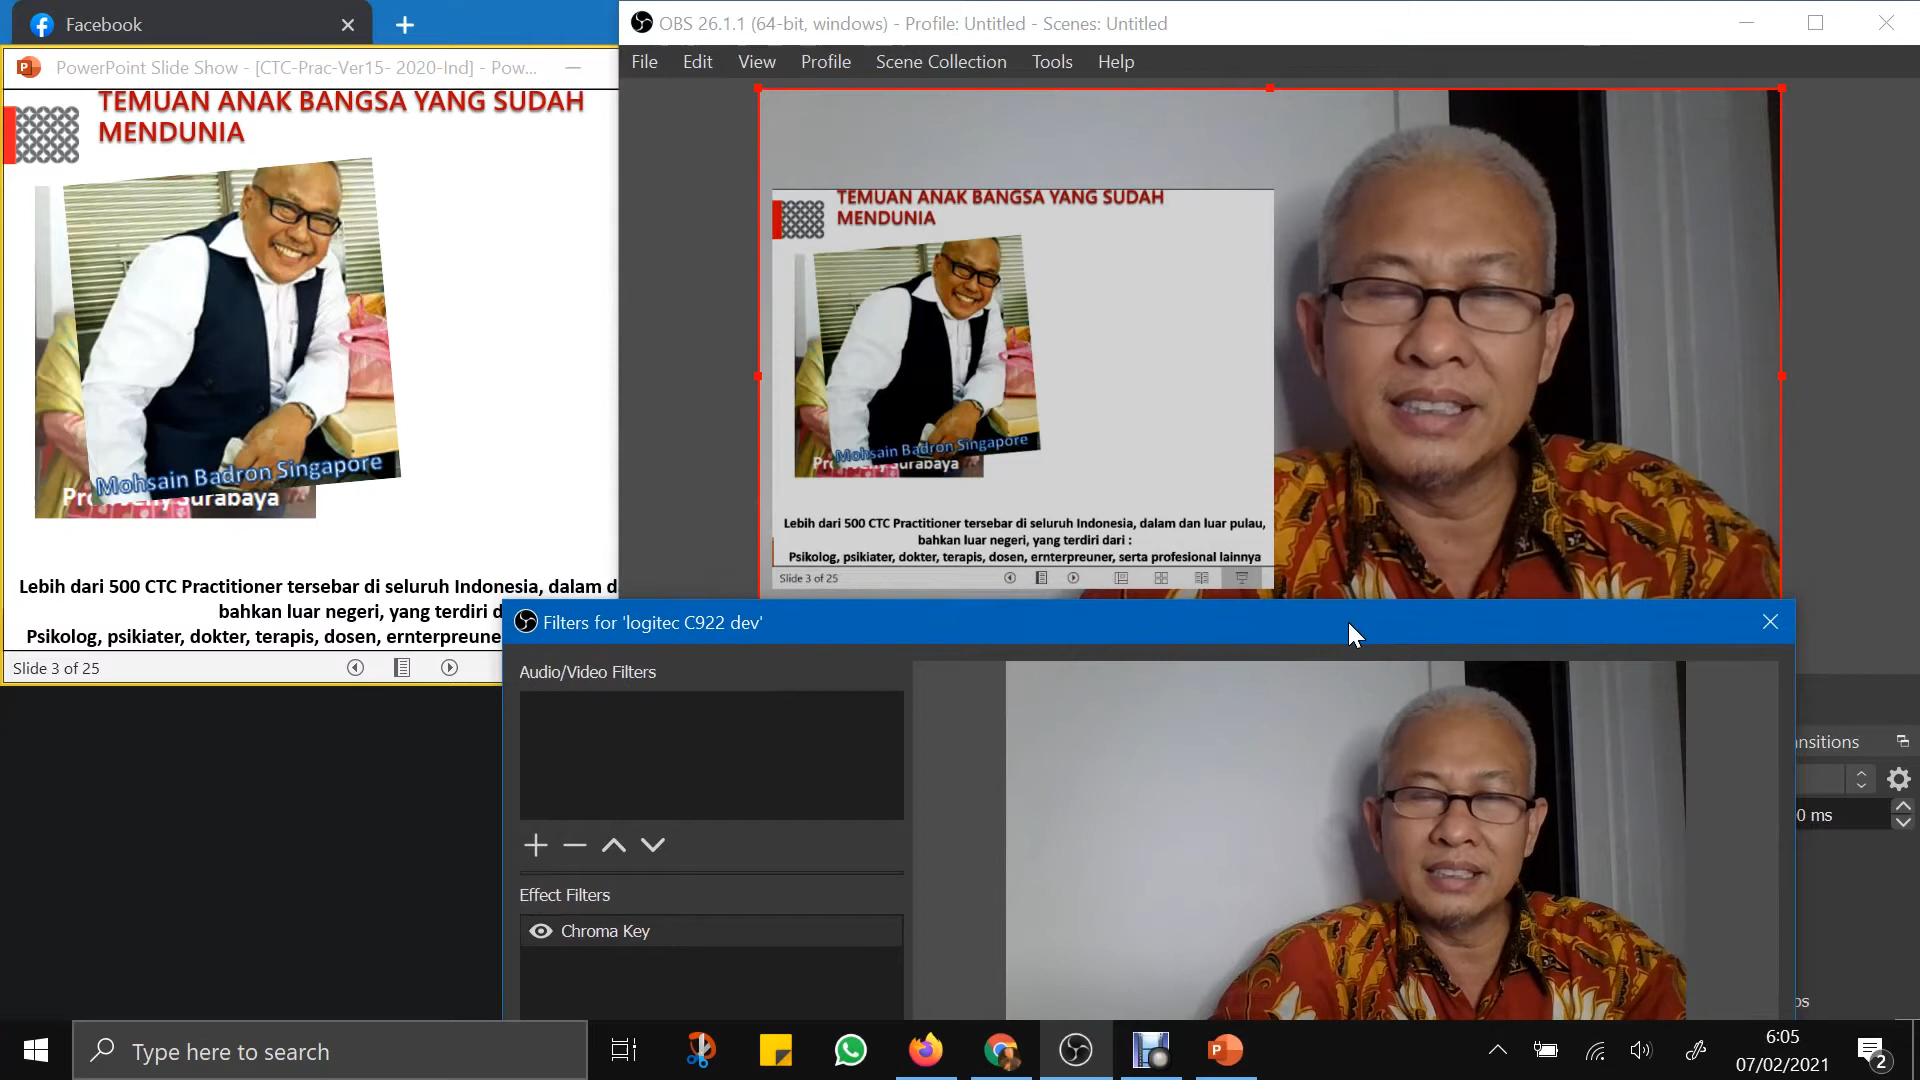 Facebook
OBS 26.1.1 (64-bit, windows) - Profile: Untitled - Scenes: Untitled
PowerPoint Slide Show - [CTC-Prac-Ver15- 2020-Ind] - Pow...
File Edit View Profile Scene Collection Tools Help
TEMUAN ANAK BANGSA YANG SUDAH
MENDUNIA
Mohsain Badron Singapore
Surabaya
Lebih dari 500 CTC Practitioner tersebar di seluruh Indonesia, dalam d
bahkan luar negeri, yang terdiri d
Psikolog, psikiater, dokter, terapis, dosen, ernterpreune
Slide 3 of 25
TEMUAN ANAK BANGSA YANG SUDAH
MENDUNIA
Mohsain Badron Singapore
Surabaya
Lebih dari 500 CTC Practitioner tersebar di seluruh Indonesia, dalam dan luar pulau,
bahkan luar negeri, yang terdiri dari :
Psikolog, psikiater, dokter, terapis, dosen, ernterpreuner, serta profesional lainnya
Slide 3 of 25
Filters for 'logitec C922 dev'
Audio/Video Filters
Effect Filters
Chroma Key
ansitions
0 ms
os
Type here to search
6:05
07/02/2021
2